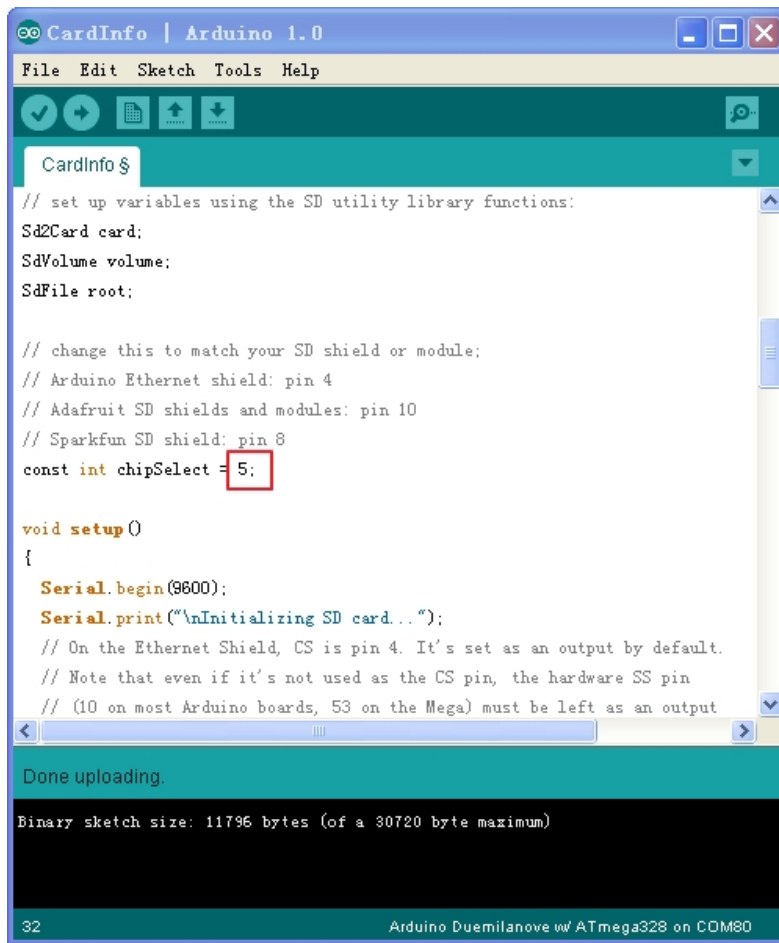 CardInfo | Arduino 1.0
File Edit Sketch Tools Help
CardInfo §
// set up variables using the SD utility library functions:
Sd2Card card;
SdVolume volume;
SdFile root;
// change this to match your SD shield or module;
// Arduino Ethernet shield: pin 4
// Adafruit SD shields and modules: pin 10
// Sparkfun SD shield: pin 8
const int chipSelect = 5;
void setup()
{
Serial.begin(9600);
Serial.print("\nInitializing SD card...");
// On the Ethernet Shield, CS is pin 4. It's set as an output by default.
// Note that even if it's not used as the CS pin, the hardware SS pin
// (10 on most Arduino boards, 53 on the Mega) must be left as an output
Done uploading.
Binary sketch size: 11796 bytes (of a 30720 byte maximum)
32
Arduino Duemilanove w/ ATmega328 on COM80